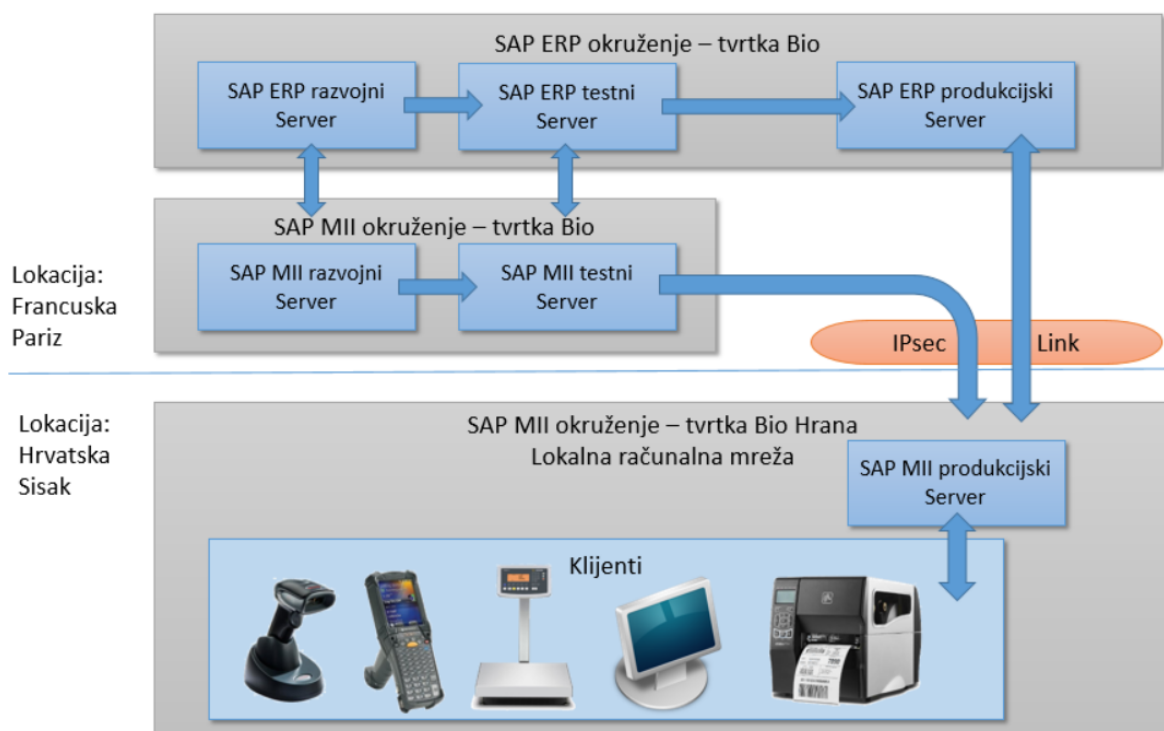 SAP ERP okruženje – tvrtka Bio
SAP ERP razvojni
Server
SAP ERP testni
Server
SAP ERP produkcijski
Server
SAP MII okruženje – tvrtka Bio
SAP MII razvojni
Server
SAP MII testni
Server
Lokacija:
Francuska
Pariz
IPsec
Link
Lokacija:
Hrvatska
Sisak
SAP MII okruženje – tvrtka Bio Hrana
Lokalna računalna mreža
SAP MII produkcijski
Server
Klijenti